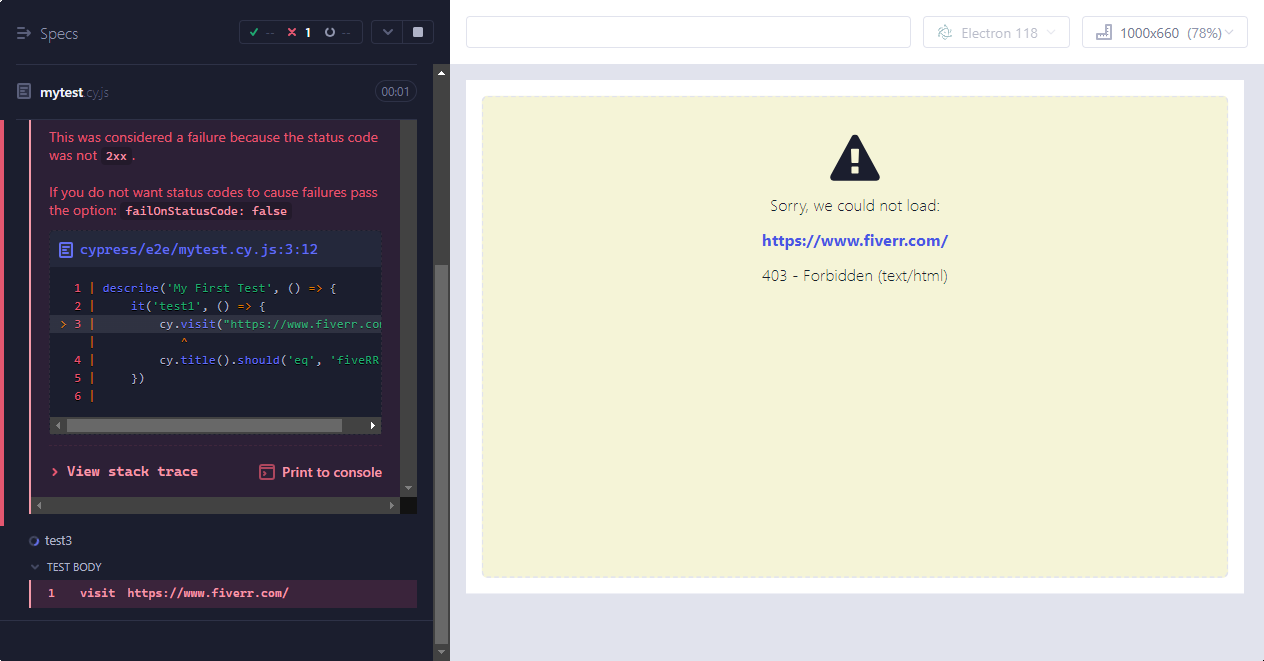 Specs
-- 1 --
Electron 118
1000x660 (78%)
mytest.cy.js
00:01
This was considered a failure because the status code
was not 2xx.
If you do not want status codes to cause failures pass
the option: failOnStatusCode: false
cypress/e2e/mytest.cy.js:3:12
1 | describe('My First Test', () => {
2 | it('test1', () => {
> 3 | cy.visit("https://www.fiverr.com
| ^
4 | cy.title().should('eq', 'fiveRR
5 | })
6 |
View stack trace
Print to console
test3
TEST BODY
1 visit https://www.fiverr.com/
Sorry, we could not load:
https://www.fiverr.com/
403 - Forbidden (text/html)